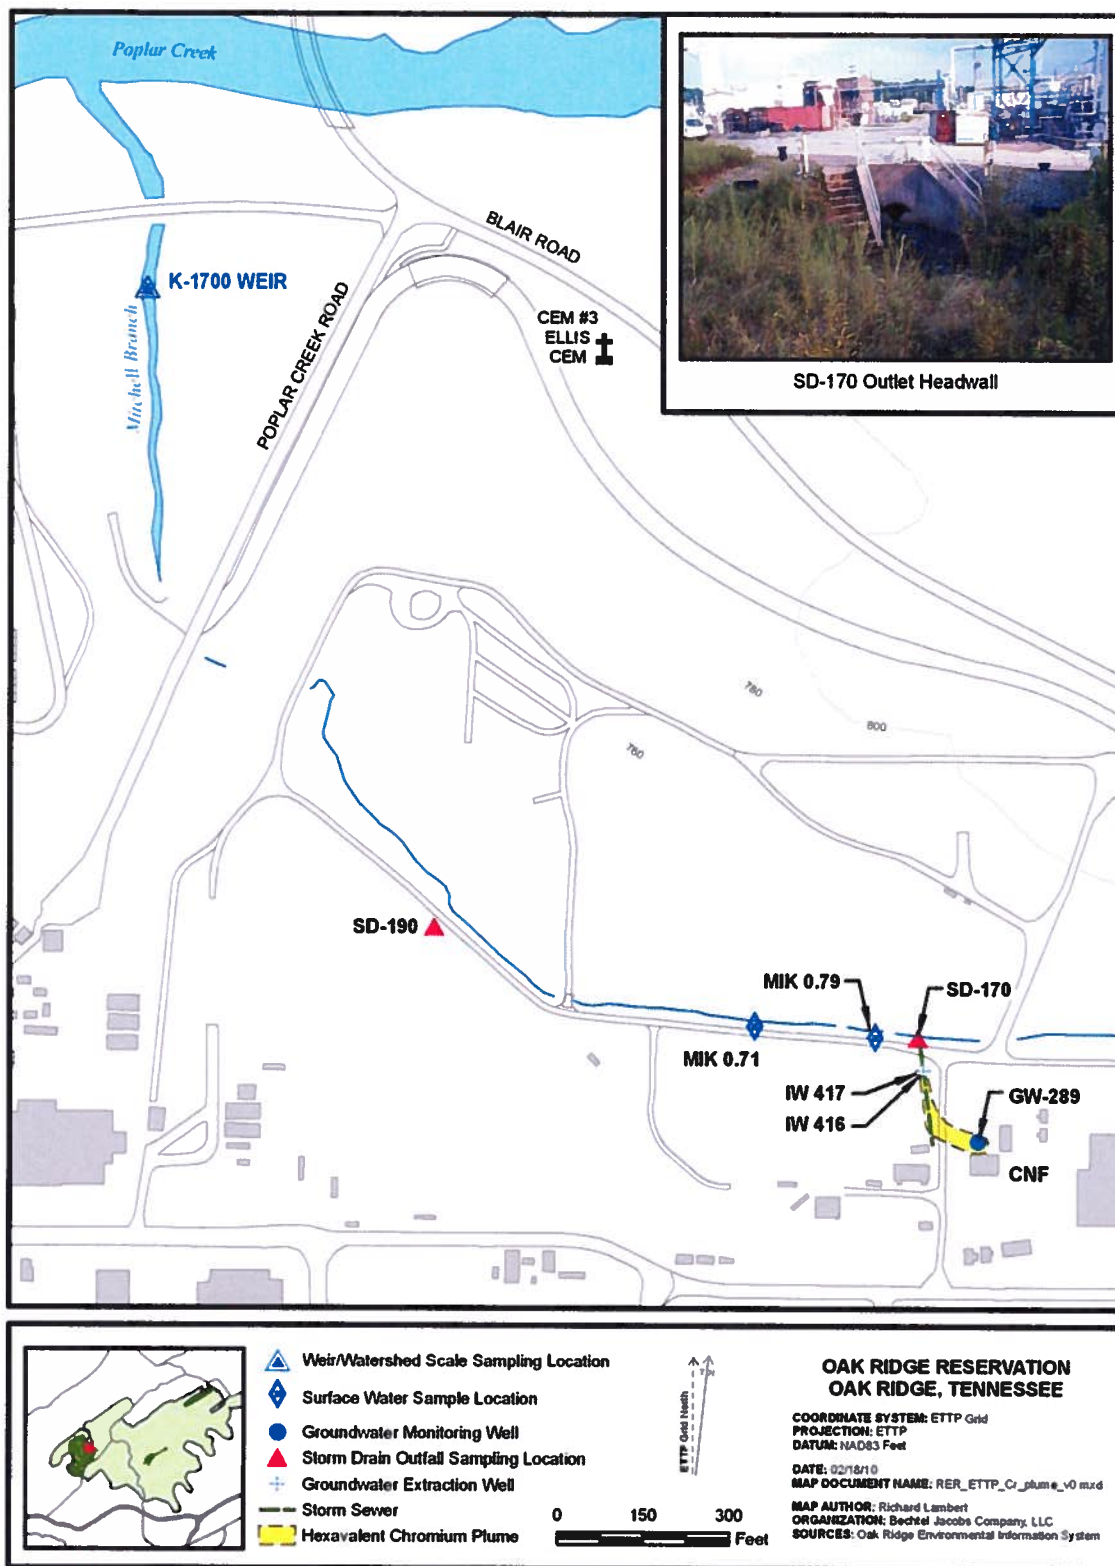 Poplar Creek
SD-170 Outlet Headwall
BLAIR ROAD
K-1700 WEIR
Mitchell Branch
POPLAR CREEK ROAD
CEM #3
ELLIS
CEM
780
800
760
SD-190
MIK 0.79
SD-170
MIK 0.71
IW 417
IW 416
GW-289
CNF
Weir/Watershed Scale Sampling Location
Surface Water Sample Location
Groundwater Monitoring Well
Storm Drain Outfall Sampling Location
Groundwater Extraction Well
Storm Sewer
Hexavalent Chromium Plume
ETTP Grid North
0 150 300
Feet
OAK RIDGE RESERVATION
OAK RIDGE, TENNESSEE
COORDINATE SYSTEM: ETTP Grid
PROJECTION: ETTP
DATUM: NAD83 Feet
DATE: 02/18/10
MAP DOCUMENT NAME: RER_ETTP_Cr_plume_v0.mxd
MAP AUTHOR: Richard Lambert
ORGANIZATION: Bechtel Jacobs Company, LLC
SOURCES: Oak Ridge Environmental Information System